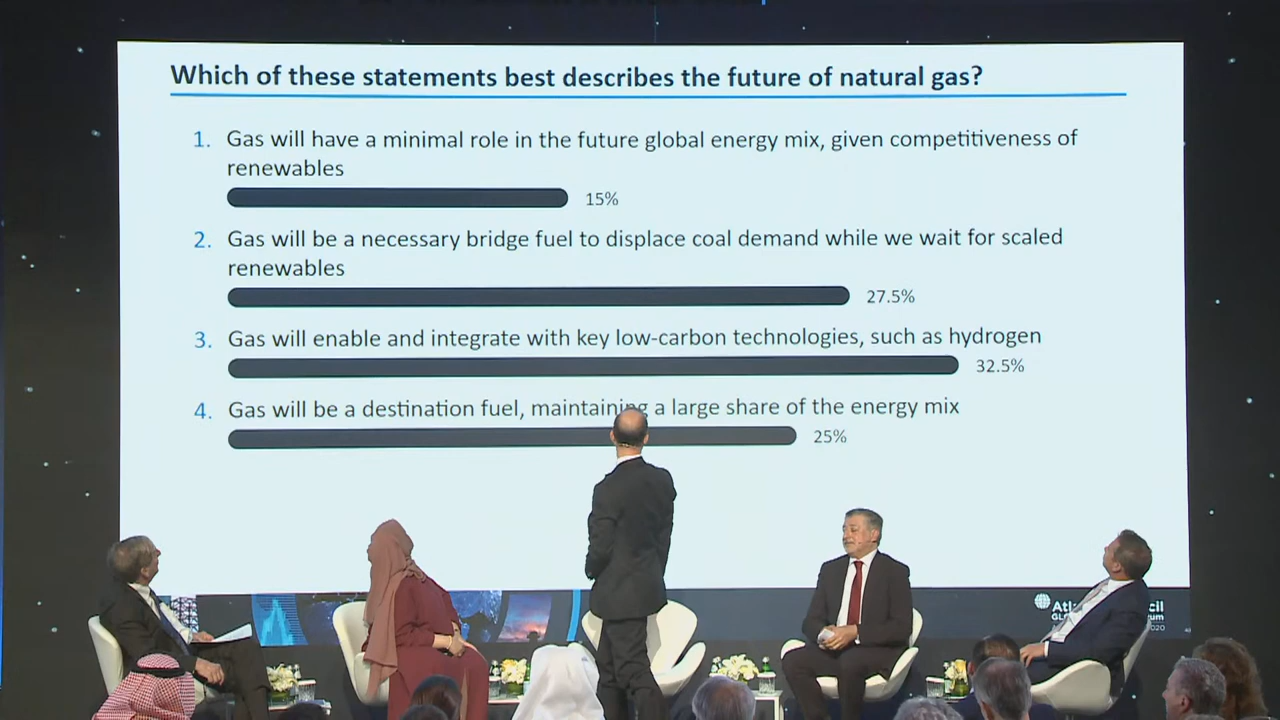 Which of these statements best describes the future of natural gas?
1. Gas will have a minimal role in the future global energy mix, given competitiveness of
renewables
15%
2. Gas will be a necessary bridge fuel to displace coal demand while we wait for scaled
renewables
27.5%
3. Gas will enable and integrate with key low-carbon technologies, such as hydrogen
32.5%
4. Gas will be a destination fuel, maintaining a large share of the energy mix
25%